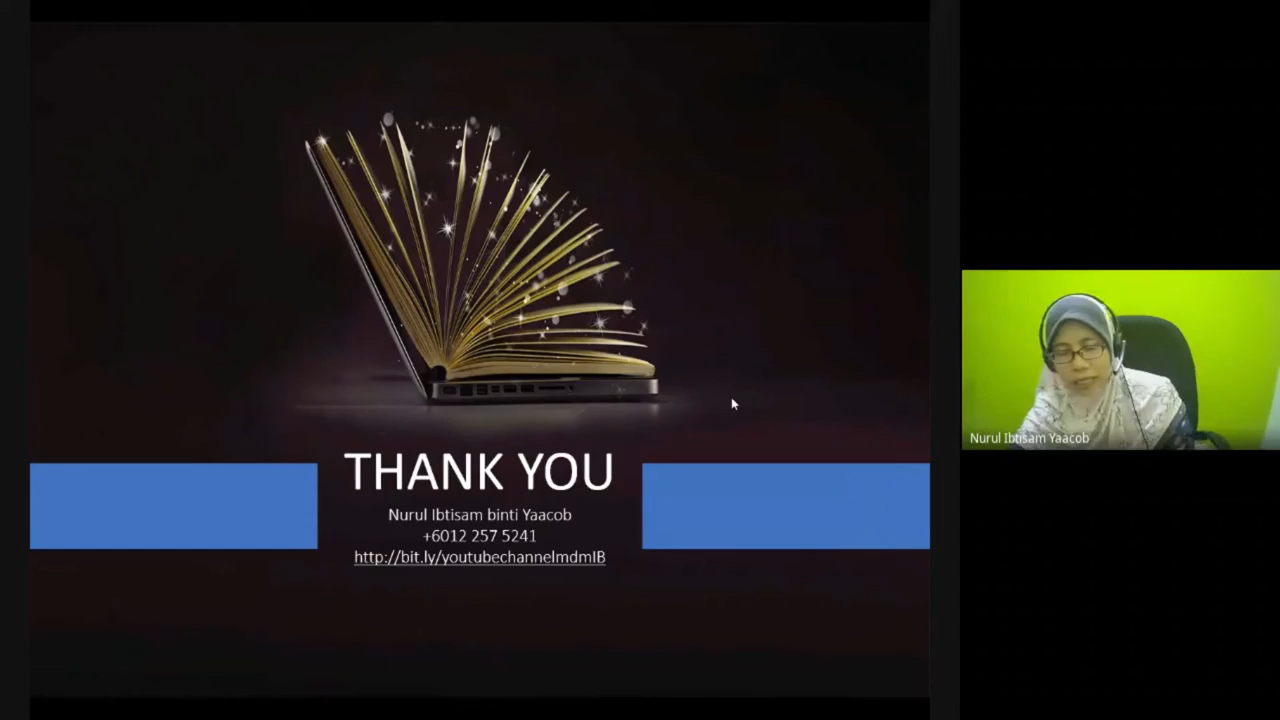 THANK YOU
Nurul Ibtisam binti Yaacob
+6012 257 5241
http://bit.ly/youtubechannelmdmIB
Nurul Ibtisam Yaacob